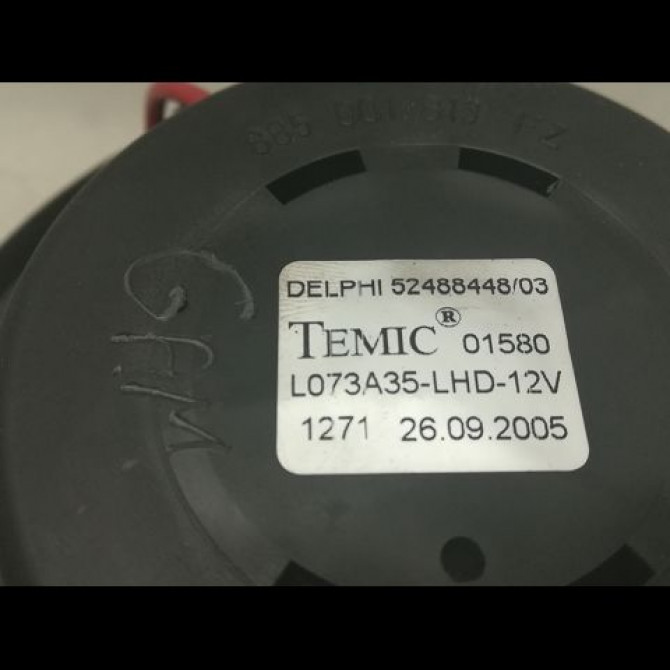 DELPHI 52488448/03
TEMIC® 01580
L073A35-LHD-12V
1271 26.09.2005